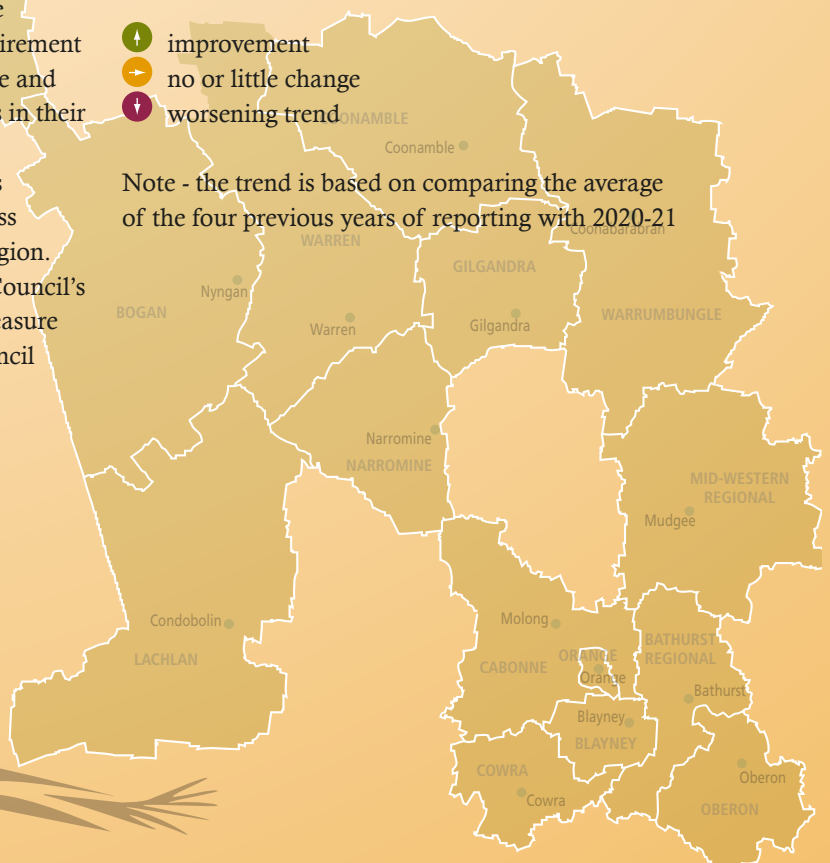 e
irement
e and
s in their
s
ss
gion.
Council's
easure
ncil
improvement
no or little change
worsening trend
Note - the trend is based on comparing the average
of the four previous years of reporting with 2020-21
COONAMBLE
Coonamble
Coonabarabran
WARREN
GILGANDRA
Nyngan
BOGAN
Warren
Gilgandra
WARRUMBUNGLE
Narromine
NARROMINE
MID-WESTERN
REGIONAL
Mudgee
Condobolin
LACHLAN
Molong
CABONNE
ORANGE
Orange
BATHURST
REGIONAL
Bathurst
Blayney
BLAYNEY
COWRA
Cowra
Oberon
OBERON